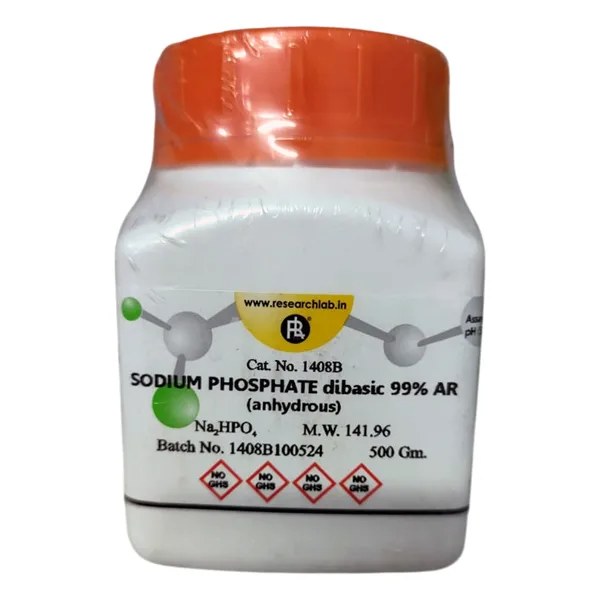 www.researchlab.in
Cat. No. 1408B
SODIUM PHOSPHATE dibasic 99% AR
(anhydrous)
Na₂HPO₄ M.W. 141.96
Batch No. 1408B100524 500 Gm.
NO GHS NO GHS NO GHS NO GHS
pH